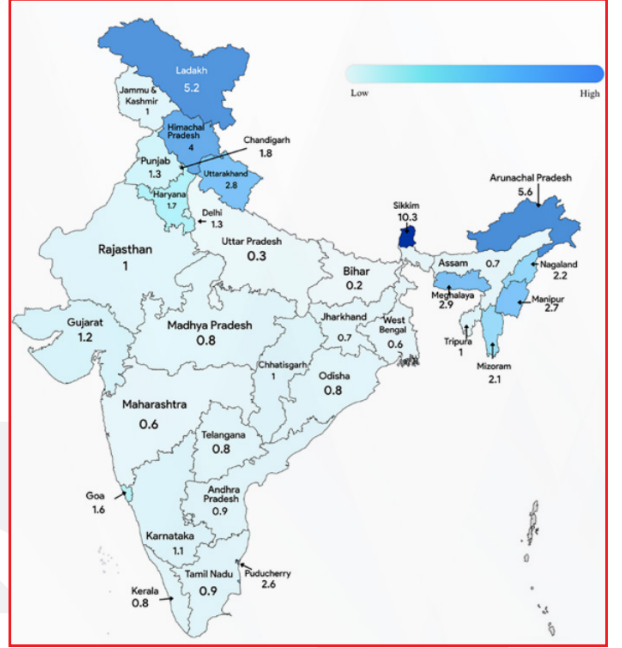 Ladakh
5.2
Low
High
Jammu &
Kashmir
1
Himachal
Pradesh
4
Chandigarh
1.8
Punjab
1.3
Uttarakhand
2.8
Haryana
1.7
Delhi
1.3
Arunachal Pradesh
5.6
Sikkim
10.3
Rajasthan
1
Uttar Pradesh
0.3
Assam
0.7
Nagaland
2.2
Bihar
0.2
Meghalaya
2.9
Manipur
2.7
Gujarat
1.2
Madhya Pradesh
0.8
Jharkhand
0.7
West
Bengal
0.6
Tripura
1
Mizoram
2.1
Chhatisgarh
1
Odisha
0.8
Maharashtra
0.6
Telangana
0.8
Goa
1.6
Andhra
Pradesh
0.9
Karnataka
1.1
Tamil Nadu
0.9
Puducherry
2.6
Kerala
0.8